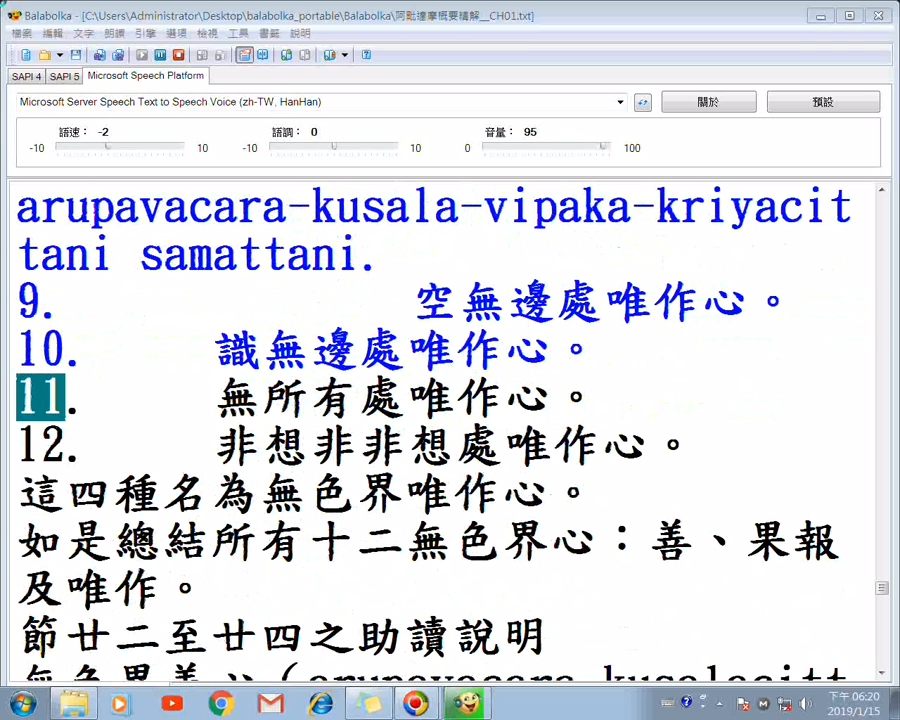 Balabolka - [C:\Users\Administrator\Desktop\balabolka_portable\Balabolka\阿毗達摩概要精解__CH01.txt]
檔案 編輯 文字 朗讀 引擎 選項 檢視 工具 書籤 說明
SAPI 4 SAPI 5 Microsoft Speech Platform
Microsoft Server Speech Text to Speech Voice (zh-TW, HanHan)
關於 預設
語速： -2 語調： 0 音量： 95
-10 10 -10 10 0 100
arupavacara-kusala-vipaka-kriyacit
tani samattani.
9. 空無邊處唯作心。
10. 識無邊處唯作心。
11. 無所有處唯作心。
12. 非想非非想處唯作心。
這四種名為無色界唯作心。
如是總結所有十二無色界心：善、果報
及唯作。
節廿二至廿四之助讀說明
無色界善心（arupavacara kusalacitt
下午 06:20
2019/1/15